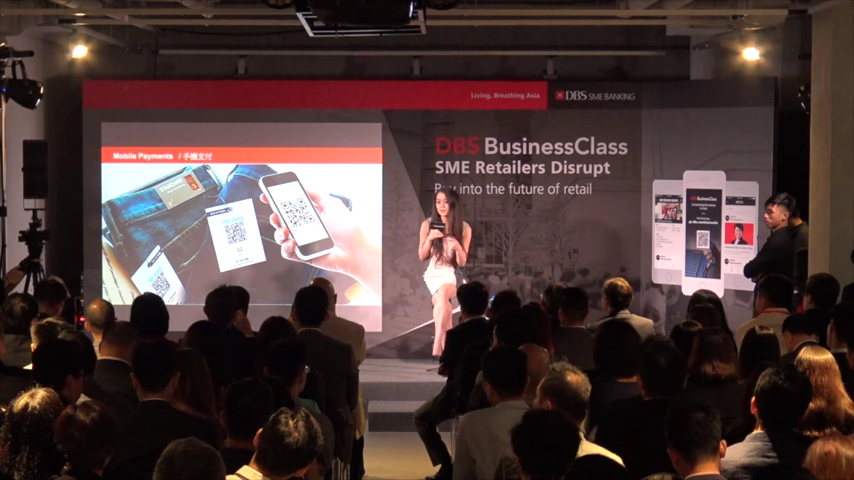 Living, Breathing Asia
DBS SME BANKING
Mobile Payments / 手機支付
DBS BusinessClass
SME Retailers Disrupt
Buy into the future of retail